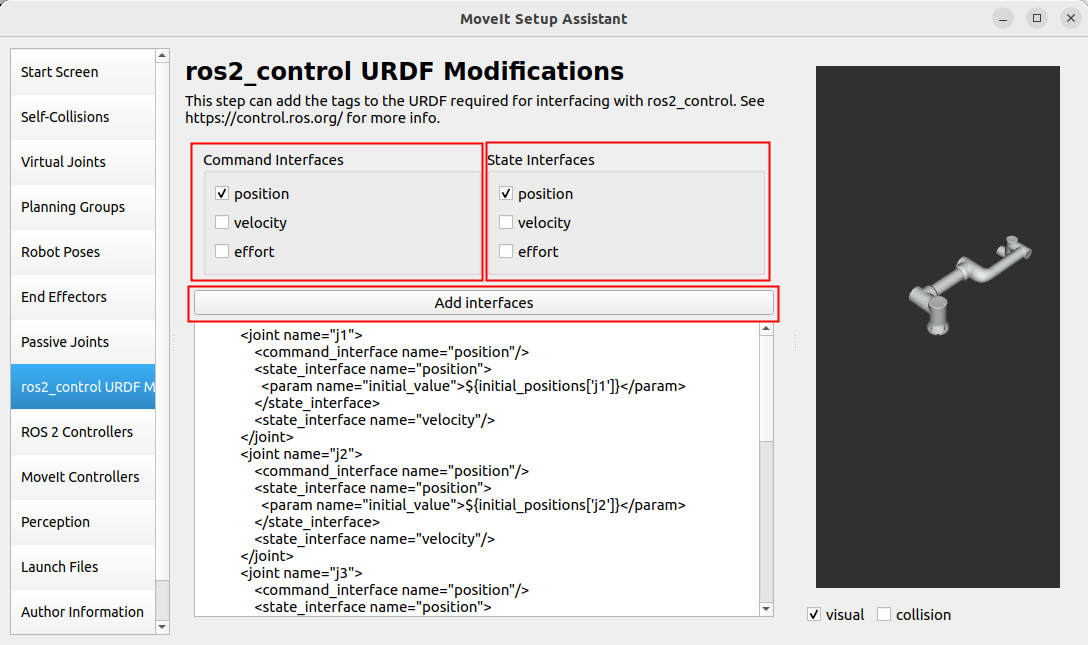 MoveIt Setup Assistant
Start Screen
Self-Collisions
Virtual Joints
Planning Groups
Robot Poses
End Effectors
Passive Joints
ros2_control URDF M
ROS 2 Controllers
MoveIt Controllers
Perception
Launch Files
Author Information
ros2_control URDF Modifications
This step can add the tags to the URDF required for interfacing with ros2_control. See
https://control.ros.org/ for more info.
Command Interfaces
position
velocity
effort
State Interfaces
position
velocity
effort
Add interfaces
<joint name="j1">
<command_interface name="position"/>
<state_interface name="position">
<param name="initial_value">${initial_positions['j1']}</param>
</state_interface>
<state_interface name="velocity"/>
</joint>
<joint name="j2">
<command_interface name="position"/>
<state_interface name="position">
<param name="initial_value">${initial_positions['j2']}</param>
</state_interface>
<state_interface name="velocity"/>
</joint>
<joint name="j3">
<command_interface name="position"/>
<state_interface name="position">
visual
collision